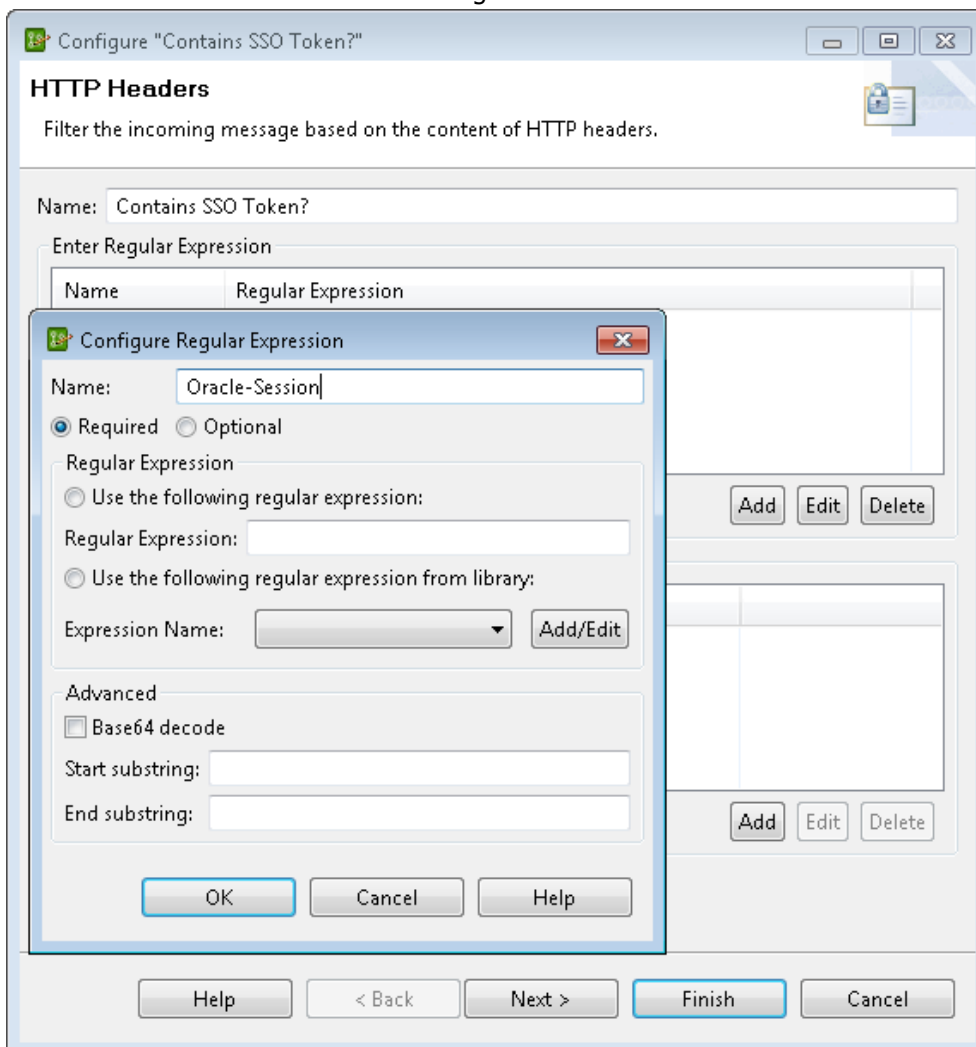 Configure "Contains SSO Token?"
HTTP Headers
Filter the incoming message based on the content of HTTP headers.
Name: Contains SSO Token?
Enter Regular Expression
Name Regular Expression
Configure Regular Expression
Name: Oracle-Session
Required Optional
Regular Expression
Use the following regular expression:
Add Edit Delete
Regular Expression:
Use the following regular expression from library:
Expression Name: Add/Edit
Advanced
Base64 decode
Start substring:
End substring:
Add Edit Delete
OK Cancel Help
Help < Back Next > Finish Cancel